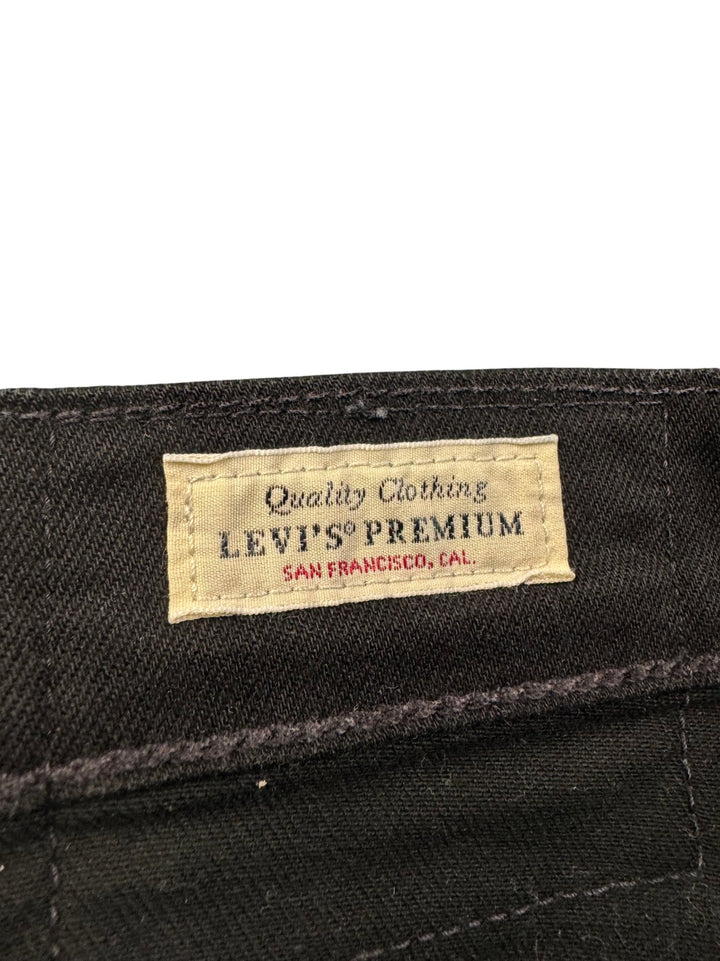 Quality Clothing
LEVI'S® PREMIUM
SAN FRANCISCO, CAL.